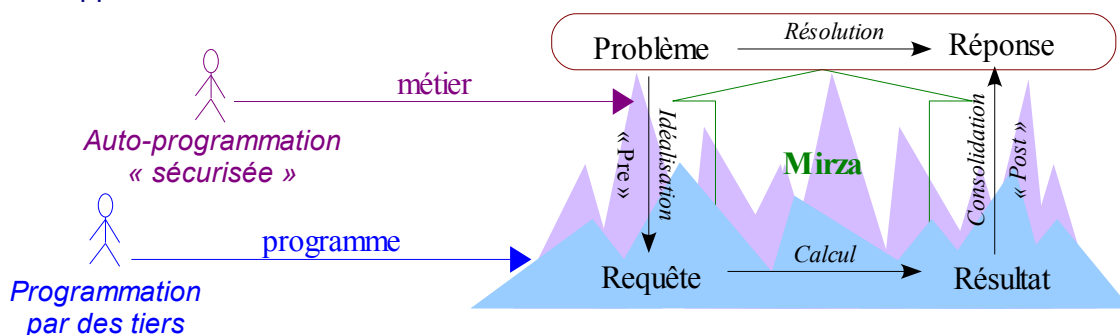 Problème
Résolution
Réponse
métier
Auto-programmation
« sécurisée »
« Pre »
Idéalisation
Mirza
Consolidation
« Post »
programme
Requête
Calcul
Résultat
Programmation
par des tiers